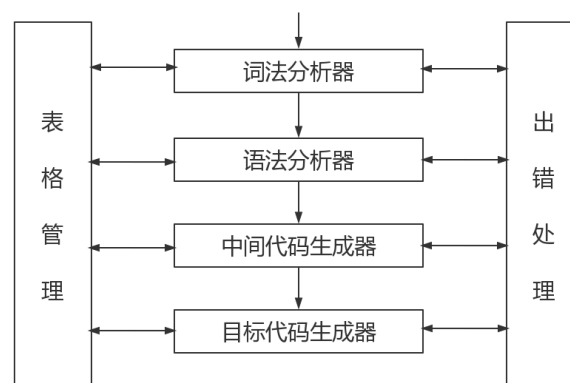 表格管理
词法分析器
语法分析器
中间代码生成器
目标代码生成器
出错处理